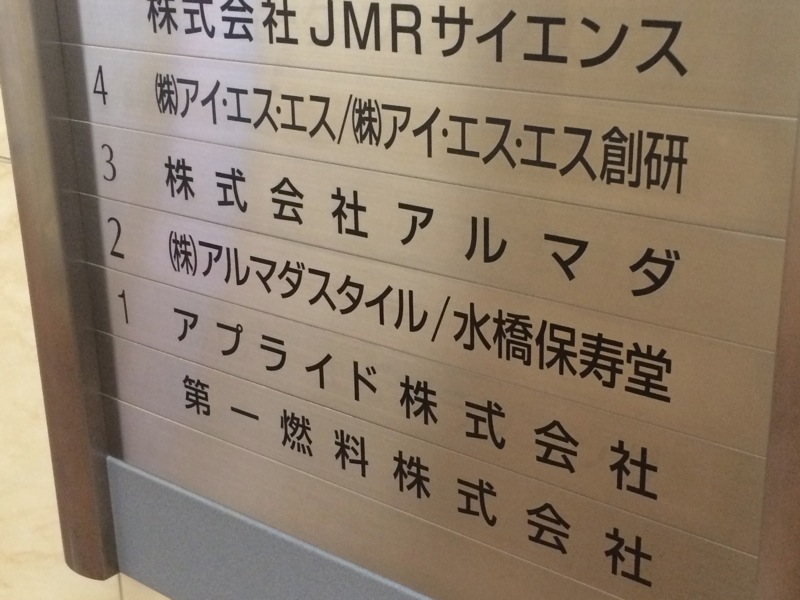 株式会社JMRサイエンス
4 ㈱アイ・エス・エス/㈱アイ・エス・エス創研
3 株式会社アルマダ
2 ㈱アルマダスタイル/水橋保寿堂
1 アプライド株式会社
第一燃料株式会社